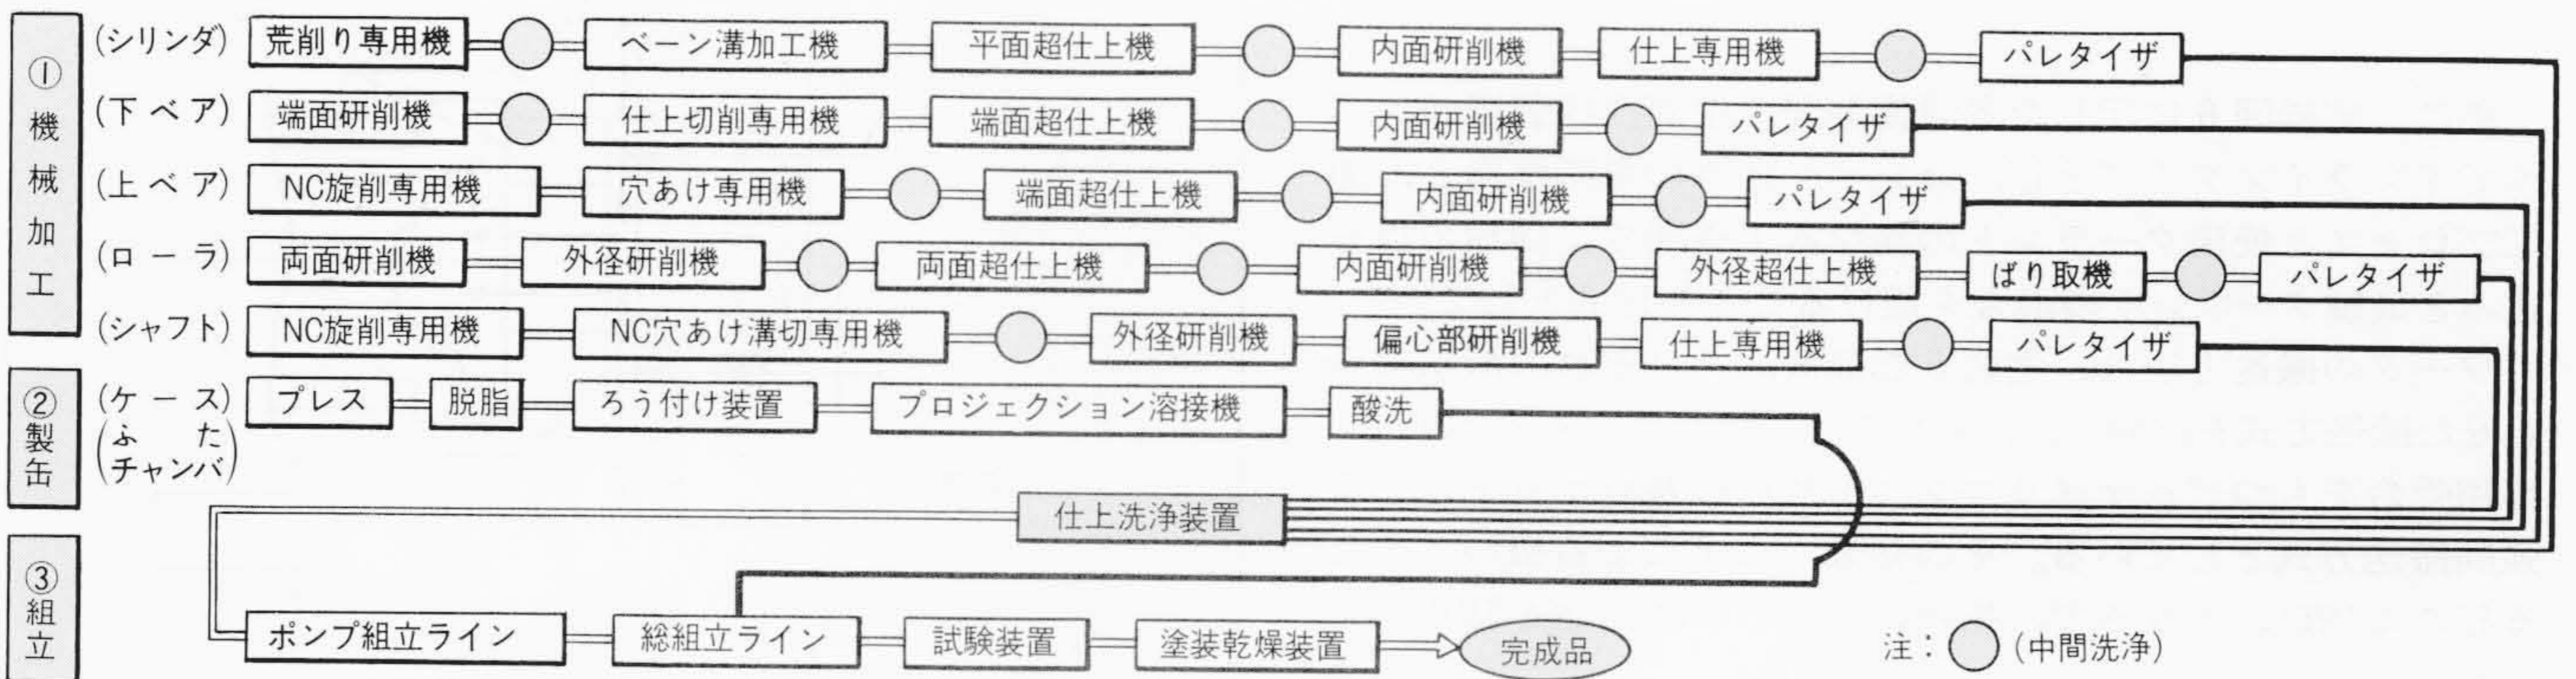 ①機械加工
(シリンダ) 荒削り専用機 ベーン溝加工機 平面超仕上機 内面研削機 仕上専用機 パレタイザ
(下ベア) 端面研削機 仕上切削専用機 端面超仕上機 内面研削機 パレタイザ
(上ベア) NC旋削専用機 穴あけ専用機 端面超仕上機 内面研削機 パレタイザ
(ローラ) 両面研削機 外径研削機 両面超仕上機 内面研削機 外径超仕上機 ばり取機 パレタイザ
(シャフト) NC旋削専用機 NC穴あけ溝切専用機 外径研削機 偏心部研削機 仕上専用機 パレタイザ
②製缶
(ケース) プレス 脱脂 ろう付け装置 プロジェクション溶接機 酸洗
(ふた
チャンバ)
仕上洗浄装置
③組立
ポンプ組立ライン 総組立ライン 試験装置 塗装乾燥装置 完成品
注:○(中間洗浄)